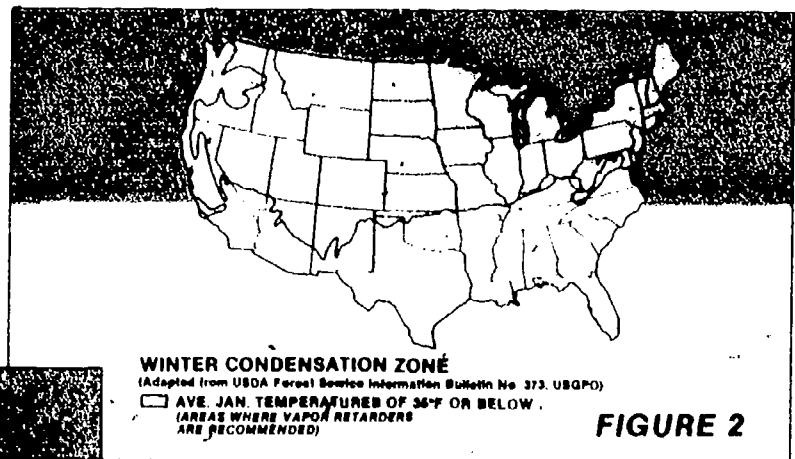 WINTER CONDENSATION ZONE
(Adapted from USDA Forest Service Information Bulletin No 373, USGPO)
AVE. JAN. TEMPERATURES OF 35°F OR BELOW.
(AREAS WHERE VAPOR RETARDERS
ARE RECOMMENDED)
FIGURE 2